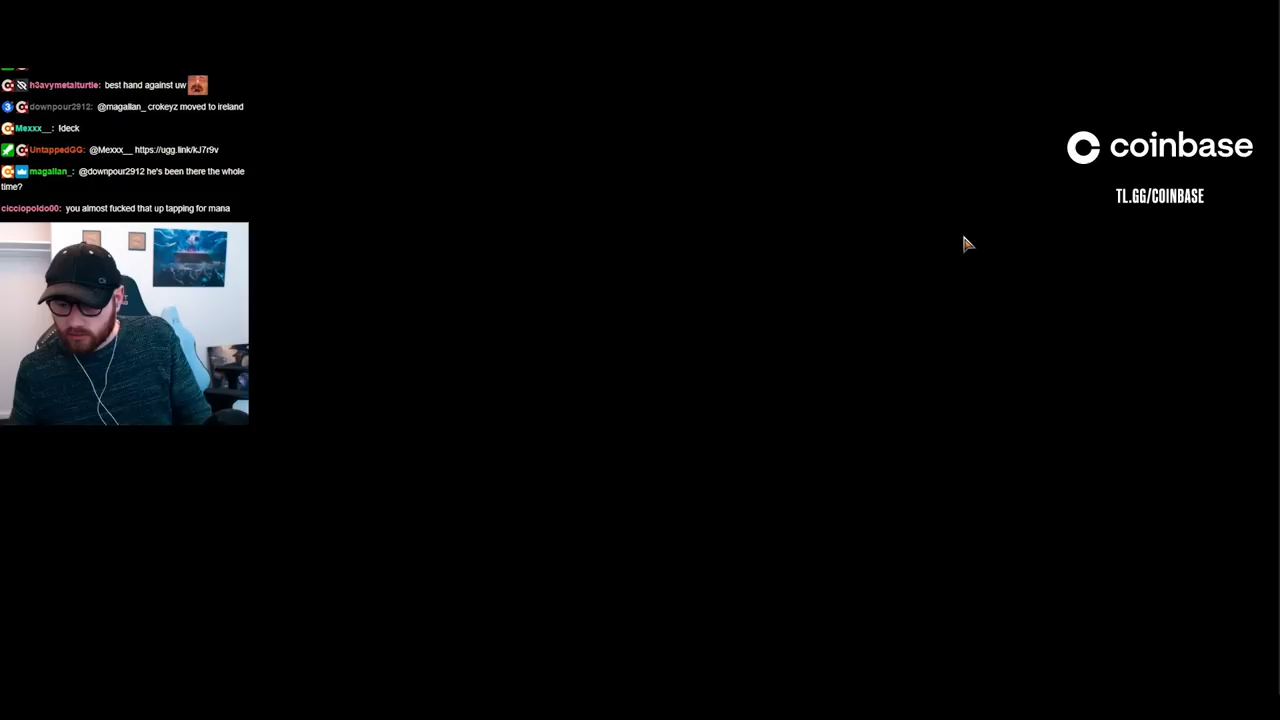 h3avymetalturtle: best hand against uw
3 downpour2912: @magallan_ crokeyz moved to ireland
Mexxx__: !deck
UntappedGG: @Mexxx__ https://ugg.link/kJ7r9v
magallan_: @downpour2912 he's been there the whole
time?
cicciopoldo00: you almost fucked that up tapping for mana
coinbase
TL.GG/COINBASE